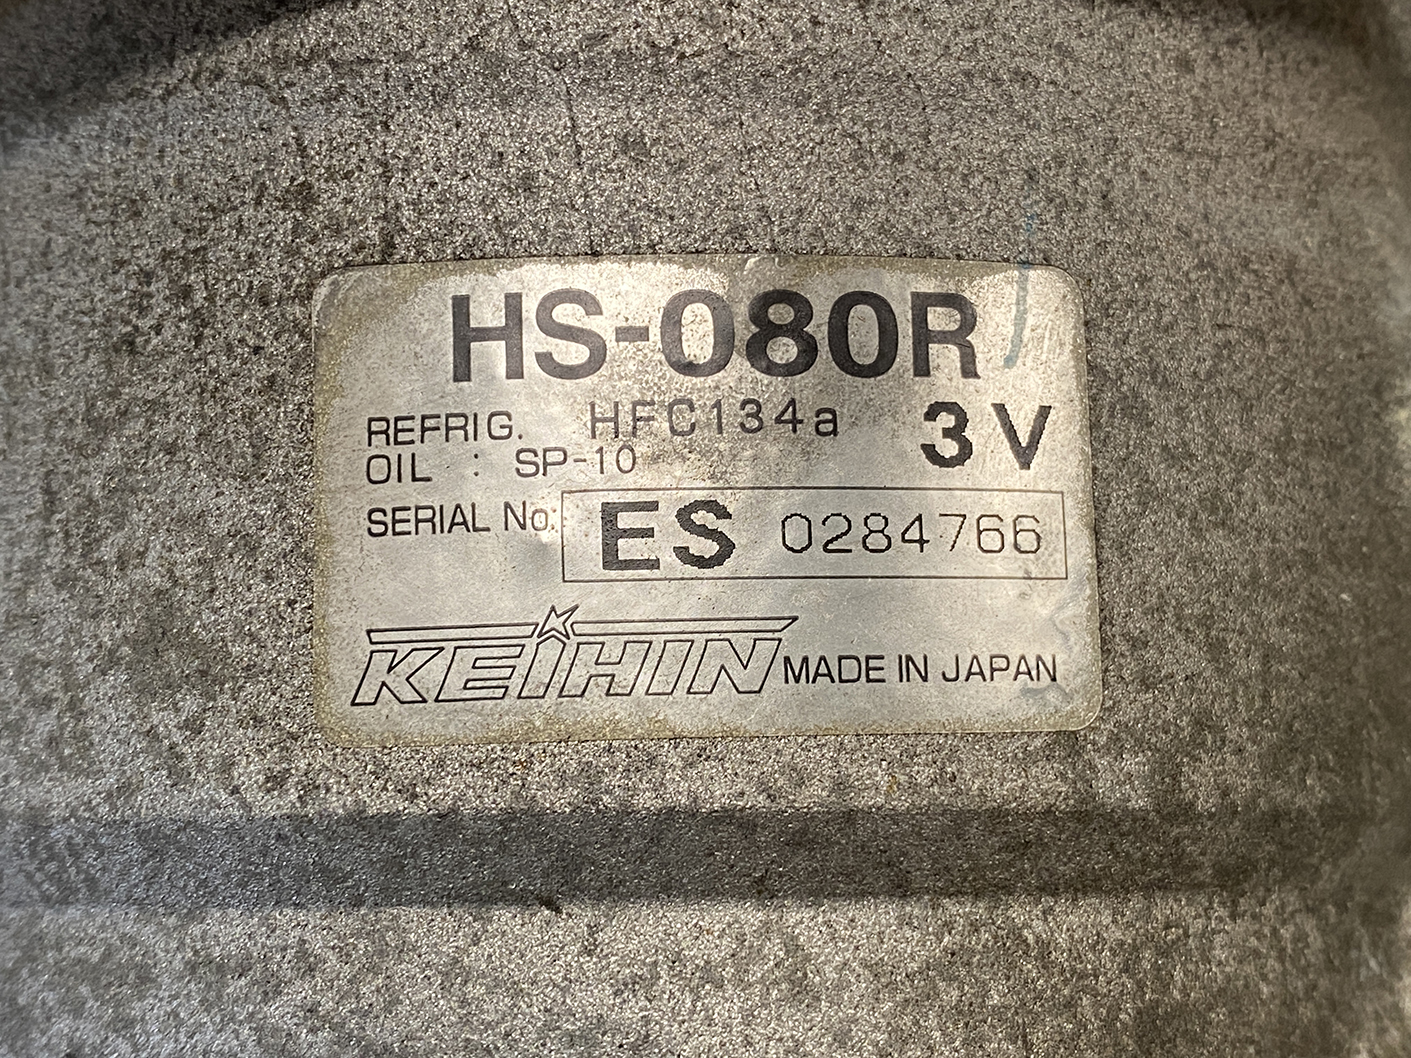 HS-080R
REFRIG. HFC134a 3V
OIL : SP-10
SERIAL No. ES 0284766
KEIHIN MADE IN JAPAN